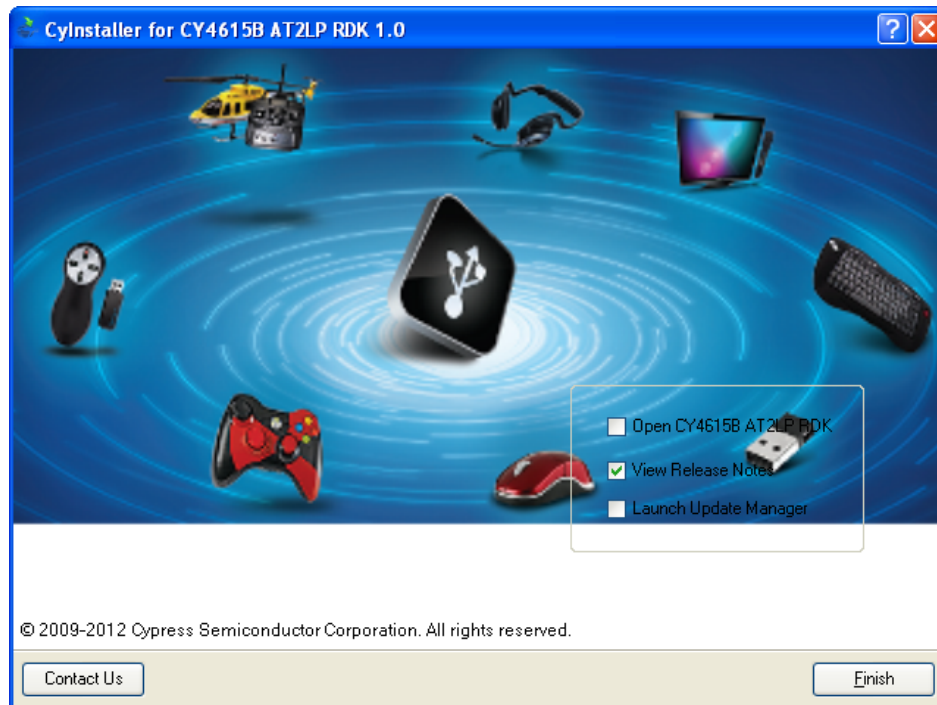 CyInstaller for CY4615B AT2LP RDK 1.0
Open CY4615B AT2LP RDK
View Release Notes
Launch Update Manager
© 2009-2012 Cypress Semiconductor Corporation. All rights reserved.
Contact Us
Finish